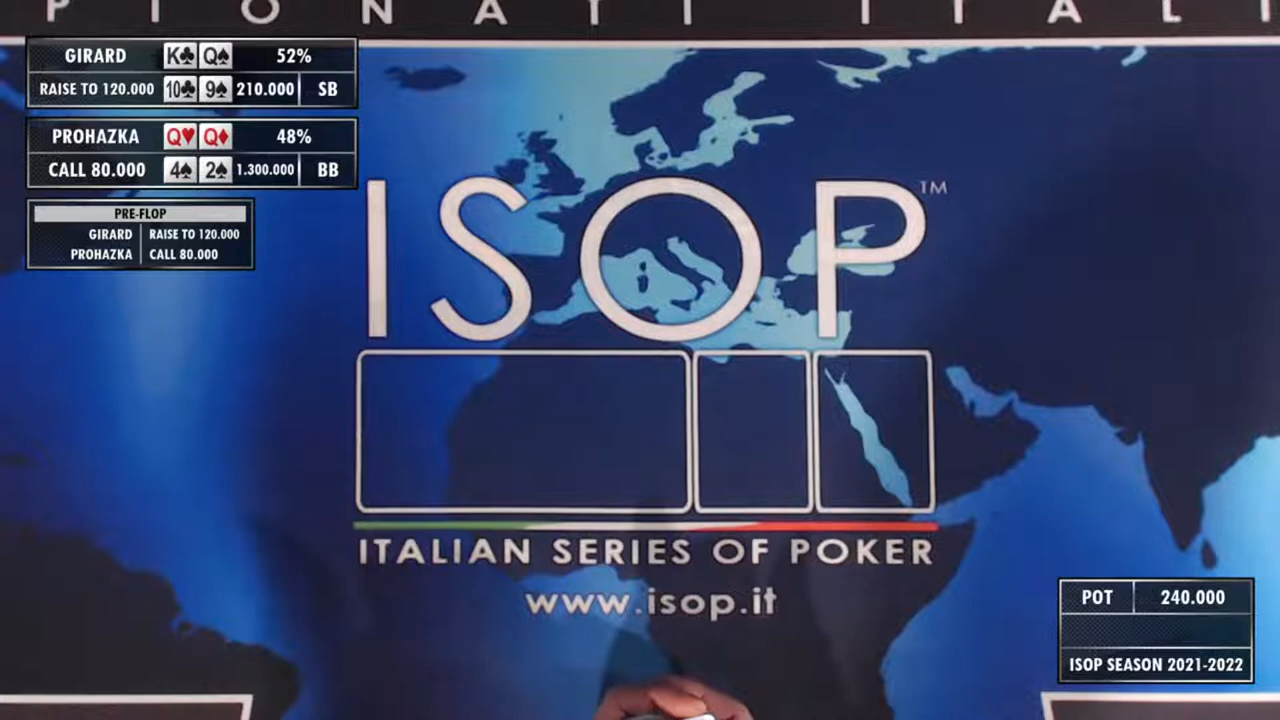 PIONATI ITALI
GIRARD K♣ Q♠ 52%
RAISE TO 120.000 10♣ 9♠ 210.000 SB
PROHAZKA Q♥ Q♦ 48%
CALL 80.000 4♠ 2♠ 1.300.000 BB
PRE-FLOP
GIRARD RAISE TO 120.000
PROHAZKA CALL 80.000
ISOP™
ITALIAN SERIES OF POKER
www.isop.it
POT 240.000
ISOP SEASON 2021-2022